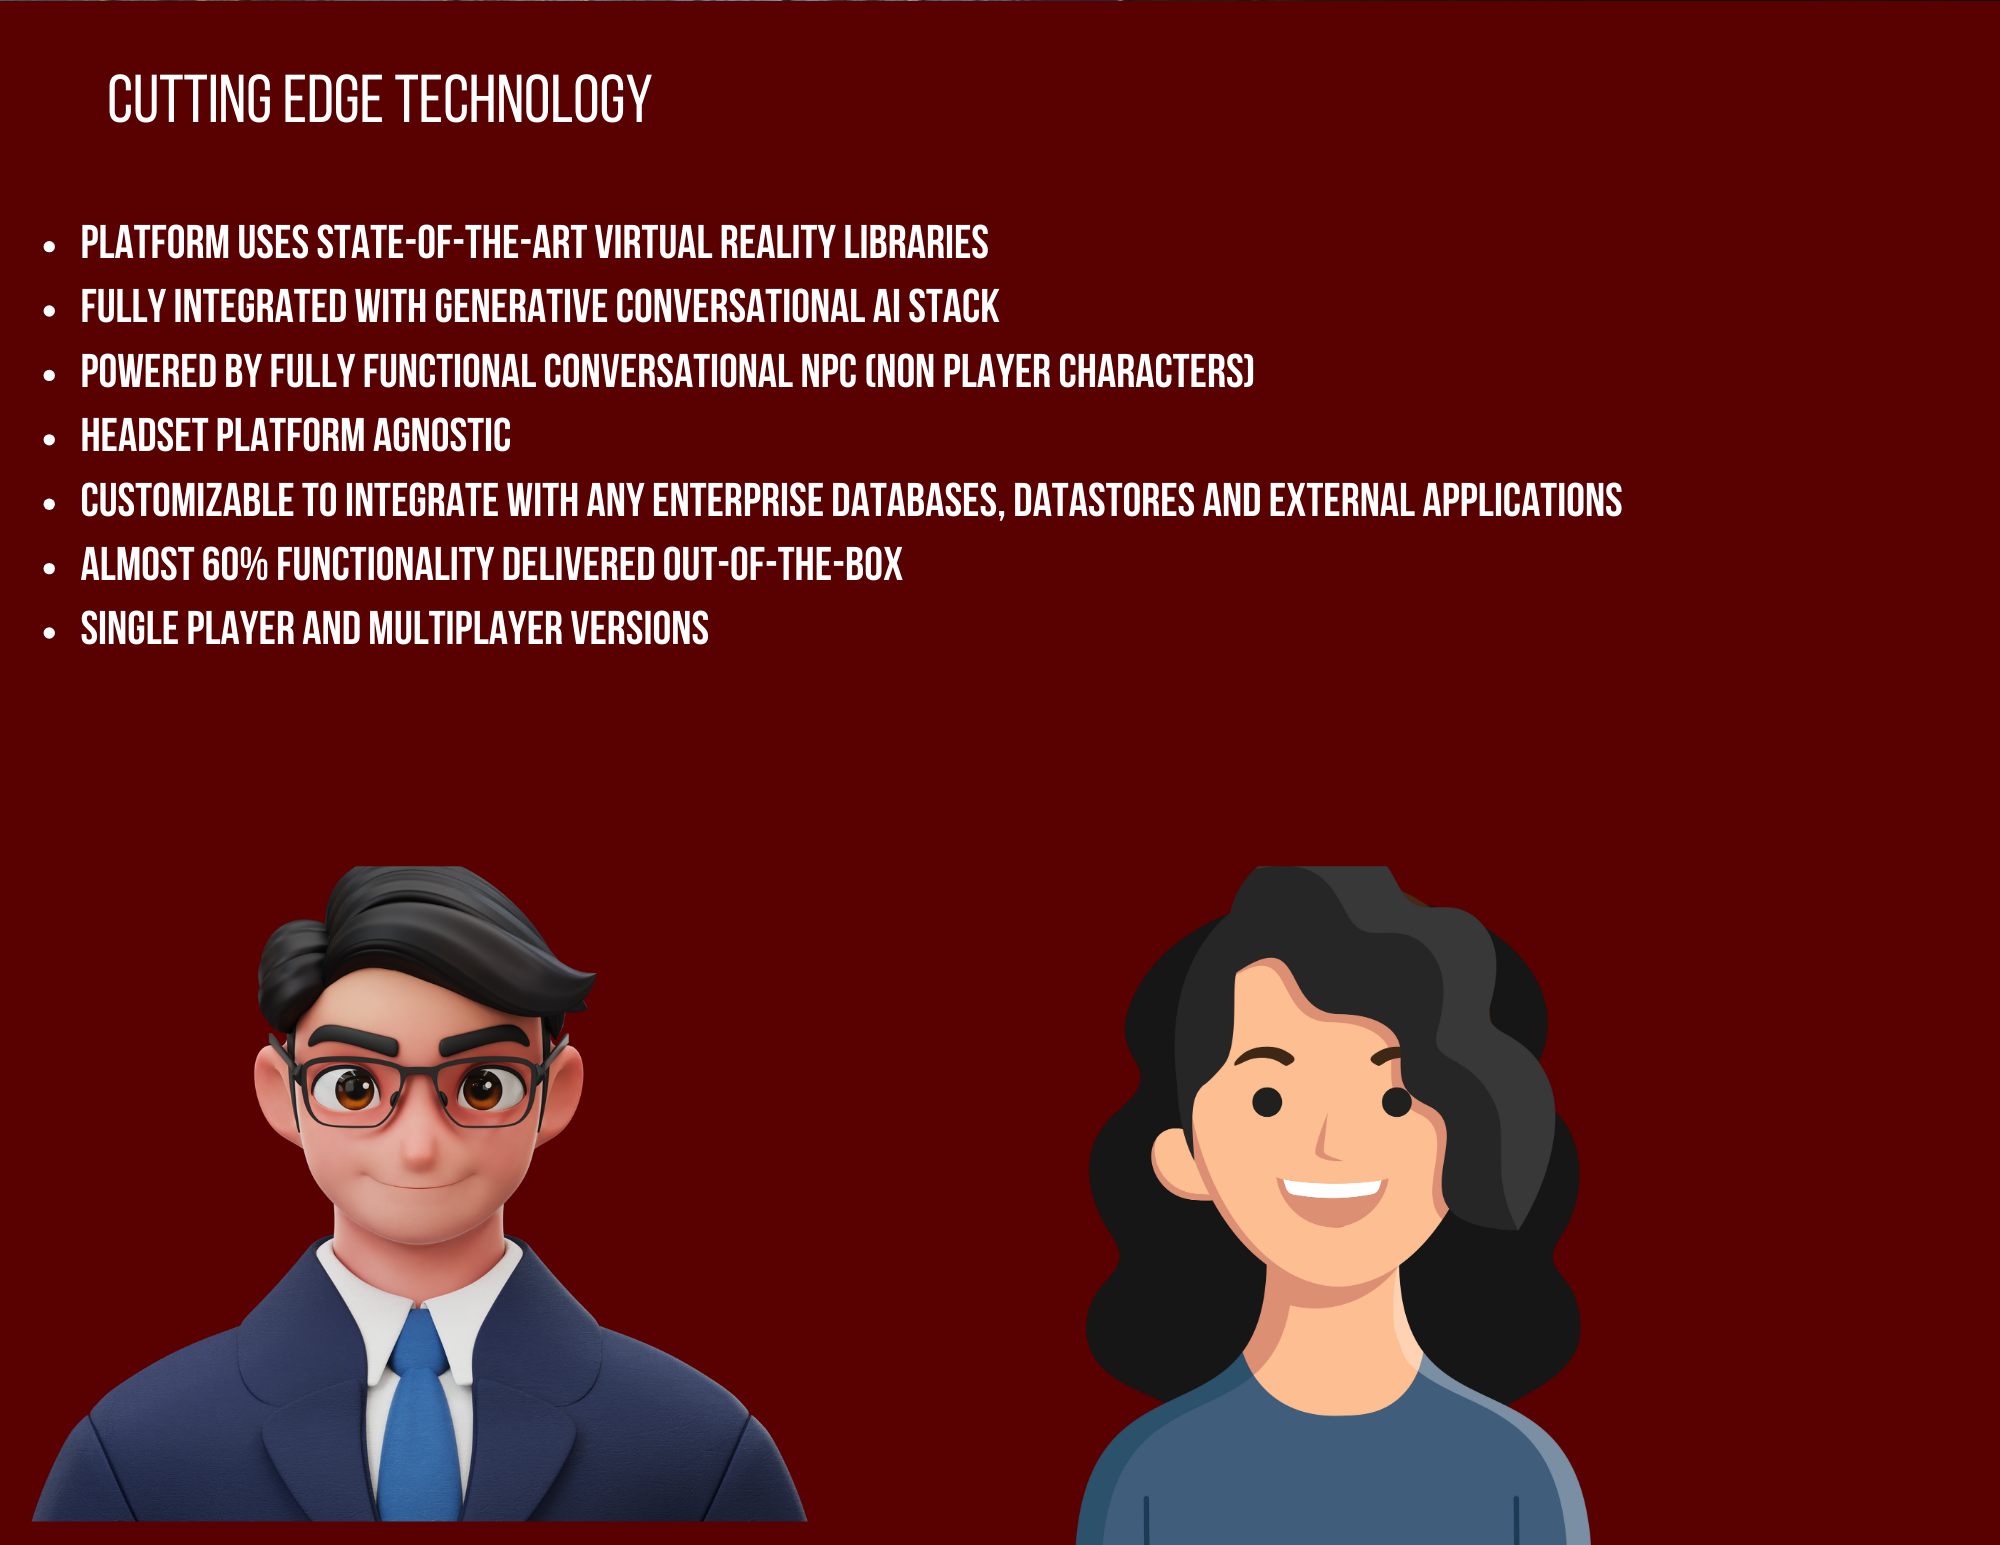 CUTTING EDGE TECHNOLOGY
• PLATFORM USES STATE-OF-THE-ART VIRTUAL REALITY LIBRARIES
• FULLY INTEGRATED WITH GENERATIVE CONVERSATIONAL AI STACK
• POWERED BY FULLY FUNCTIONAL CONVERSATIONAL NPC (NON PLAYER CHARACTERS)
• HEADSET PLATFORM AGNOSTIC
• CUSTOMIZABLE TO INTEGRATE WITH ANY ENTERPRISE DATABASES, DATASTORES AND EXTERNAL APPLICATIONS
• ALMOST 60% FUNCTIONALITY DELIVERED OUT-OF-THE-BOX
• SINGLE PLAYER AND MULTIPLAYER VERSIONS